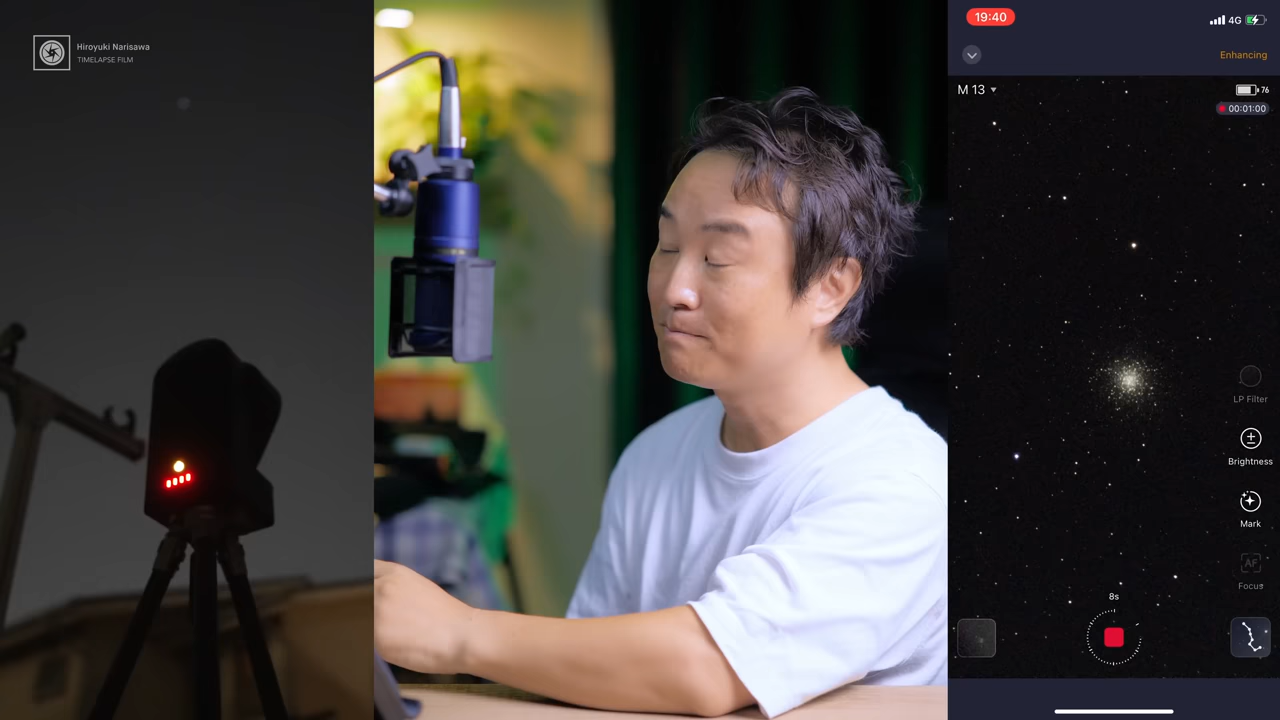 Hiroyuki Narisawa
TIMELAPSE FILM
19:40
4G
Enhancing
M 13
76
00:01:00
LP Filter
Brightness
Mark
AF
Focus
8s